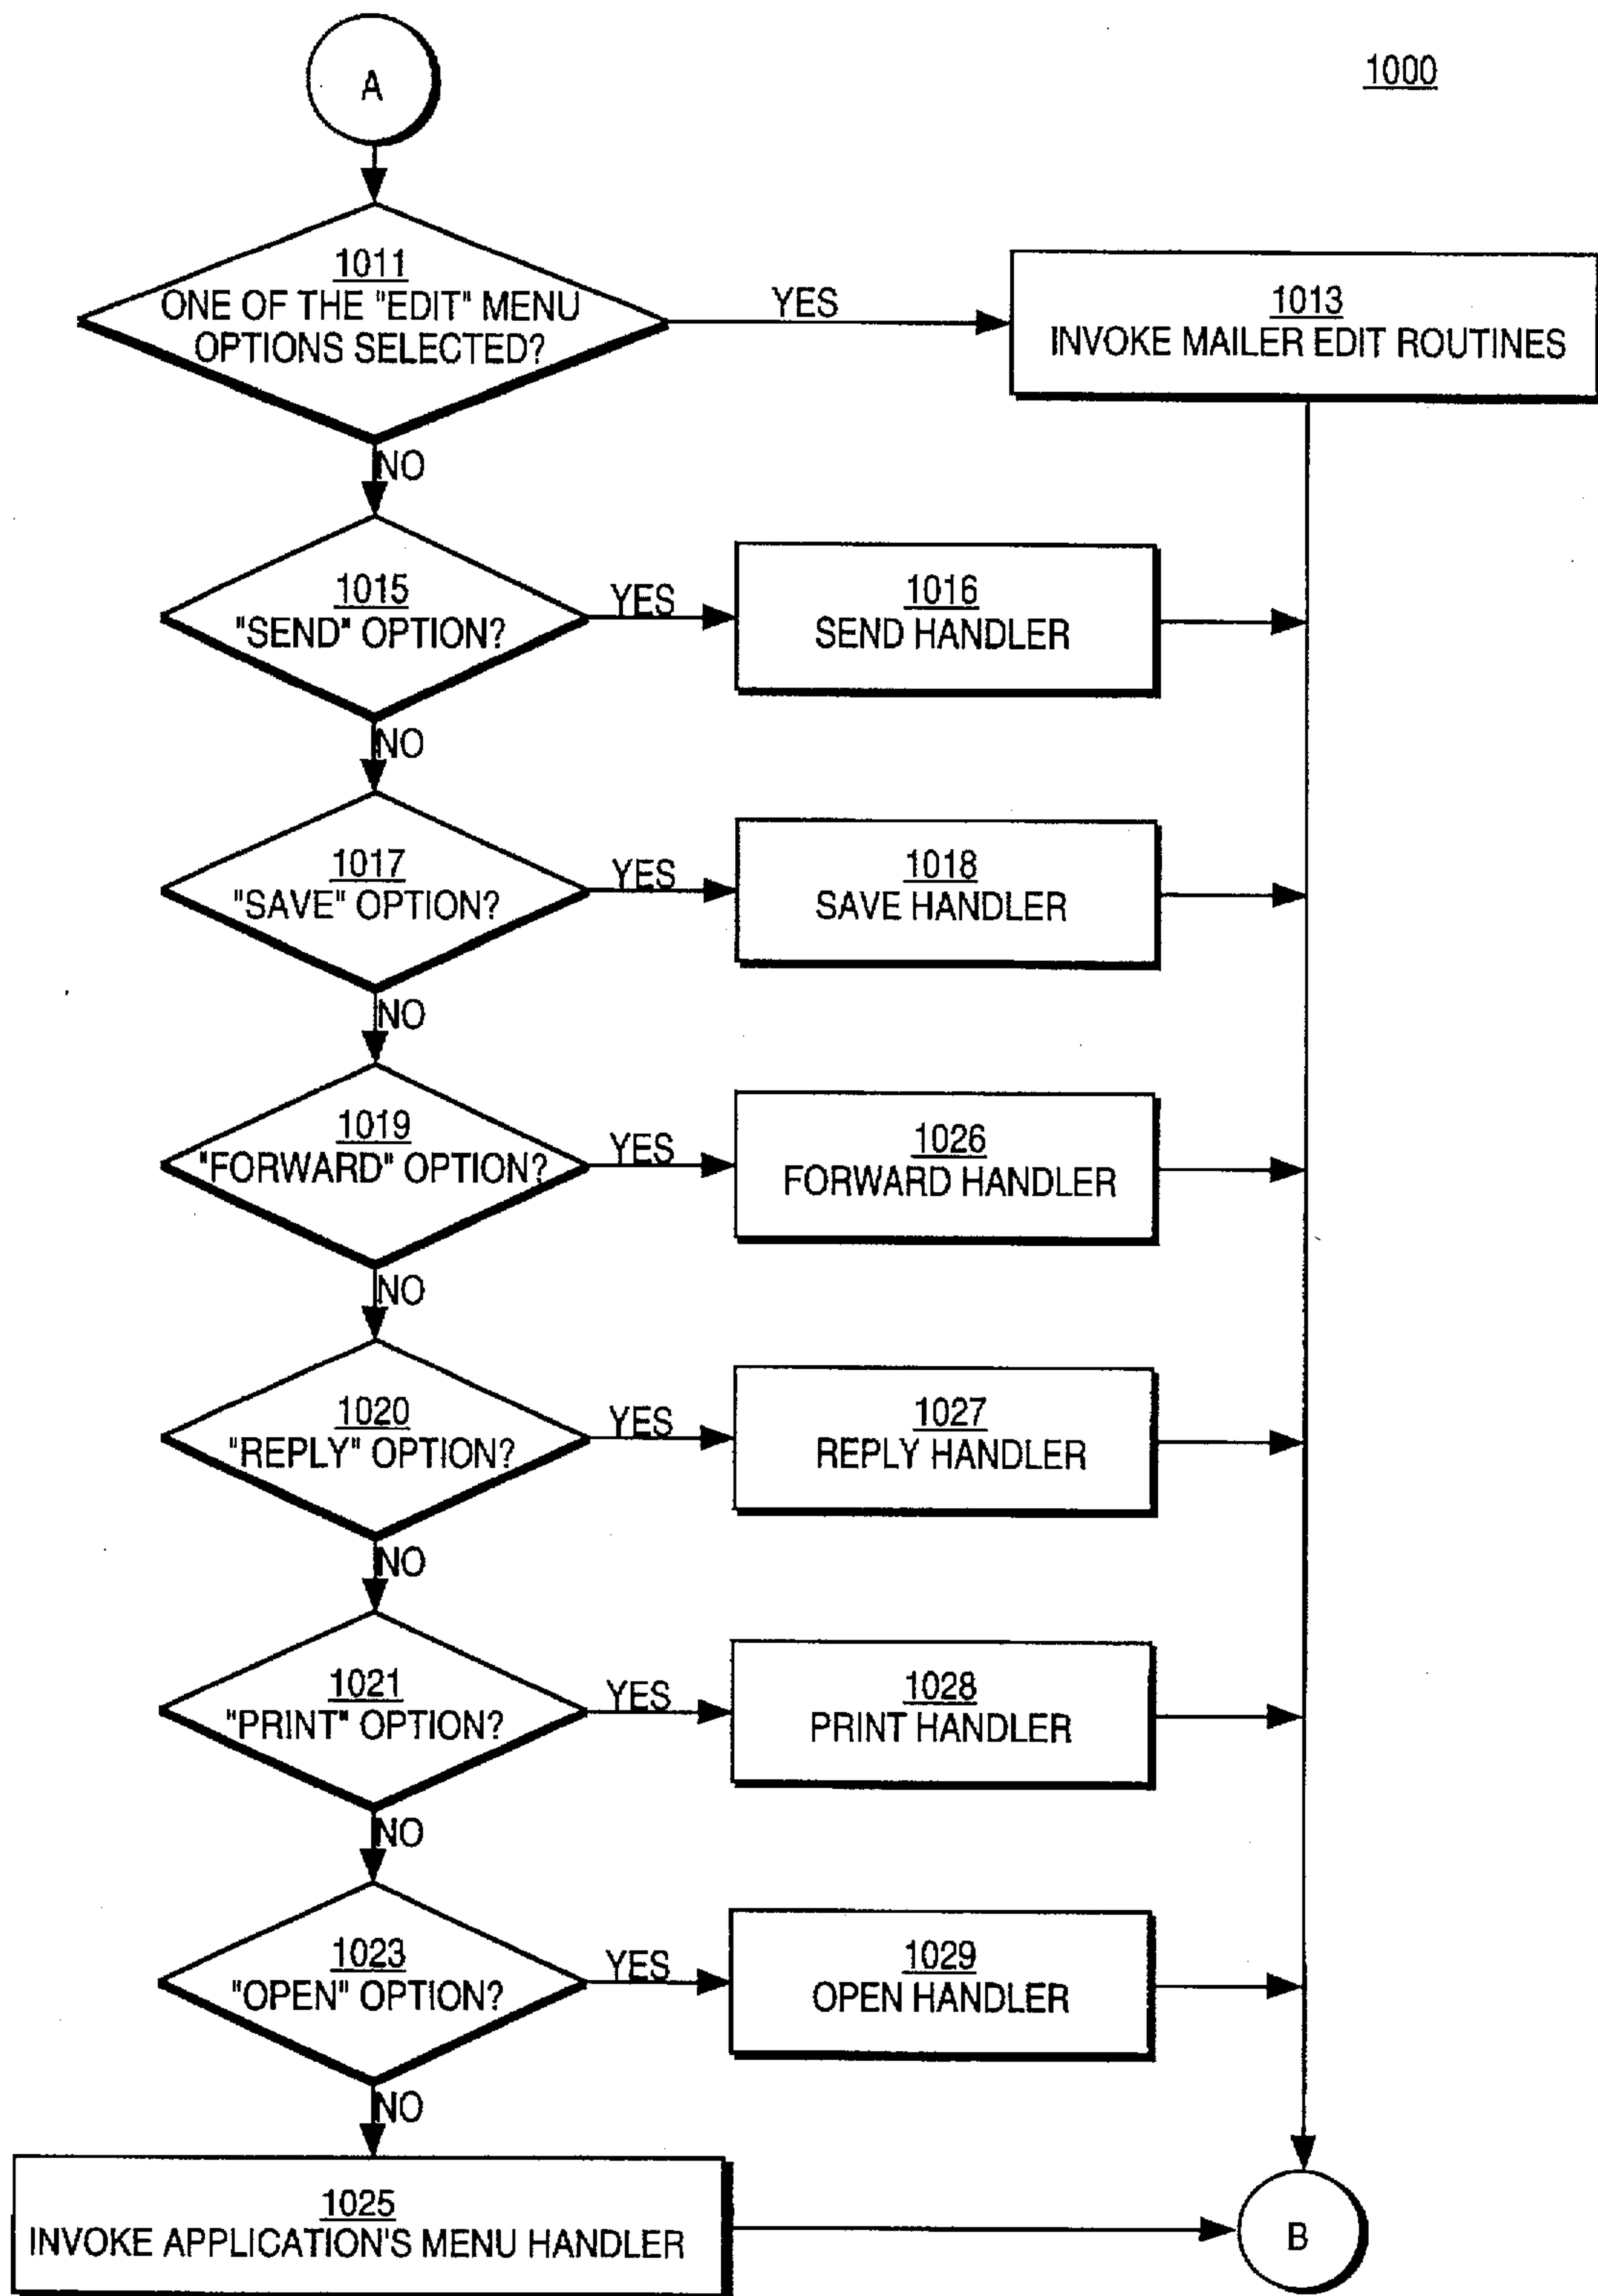 A
1000
1011
ONE OF THE "EDIT" MENU
OPTIONS SELECTED?
YES
1013
INVOKE MAILER EDIT ROUTINES
NO
1015
"SEND" OPTION?
YES
1016
SEND HANDLER
NO
1017
"SAVE" OPTION?
YES
1018
SAVE HANDLER
NO
1019
"FORWARD" OPTION?
YES
1026
FORWARD HANDLER
NO
1020
"REPLY" OPTION?
YES
1027
REPLY HANDLER
NO
1021
"PRINT" OPTION?
YES
1028
PRINT HANDLER
NO
1023
"OPEN" OPTION?
YES
1029
OPEN HANDLER
NO
1025
INVOKE APPLICATION'S MENU HANDLER
B